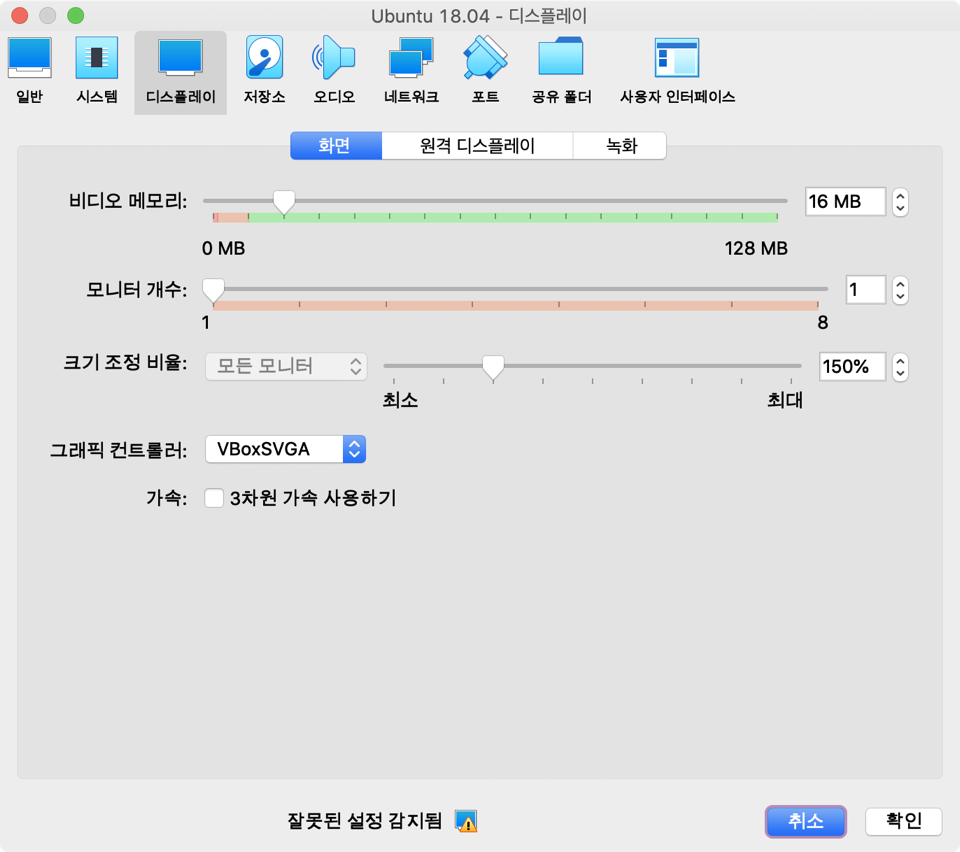 Ubuntu 18.04 - 디스플레이
일반 시스템 디스플레이 저장소 오디오 네트워크 포트 공유 폴더 사용자 인터페이스
화면 원격 디스플레이 녹화
비디오 메모리: 16 MB
0 MB 128 MB
모니터 개수: 1
1 8
크기 조정 비율: 모든 모니터 150%
최소 최대
그래픽 컨트롤러: VBoxSVGA
가속: 3차원 가속 사용하기
잘못된 설정 감지됨 취소 확인